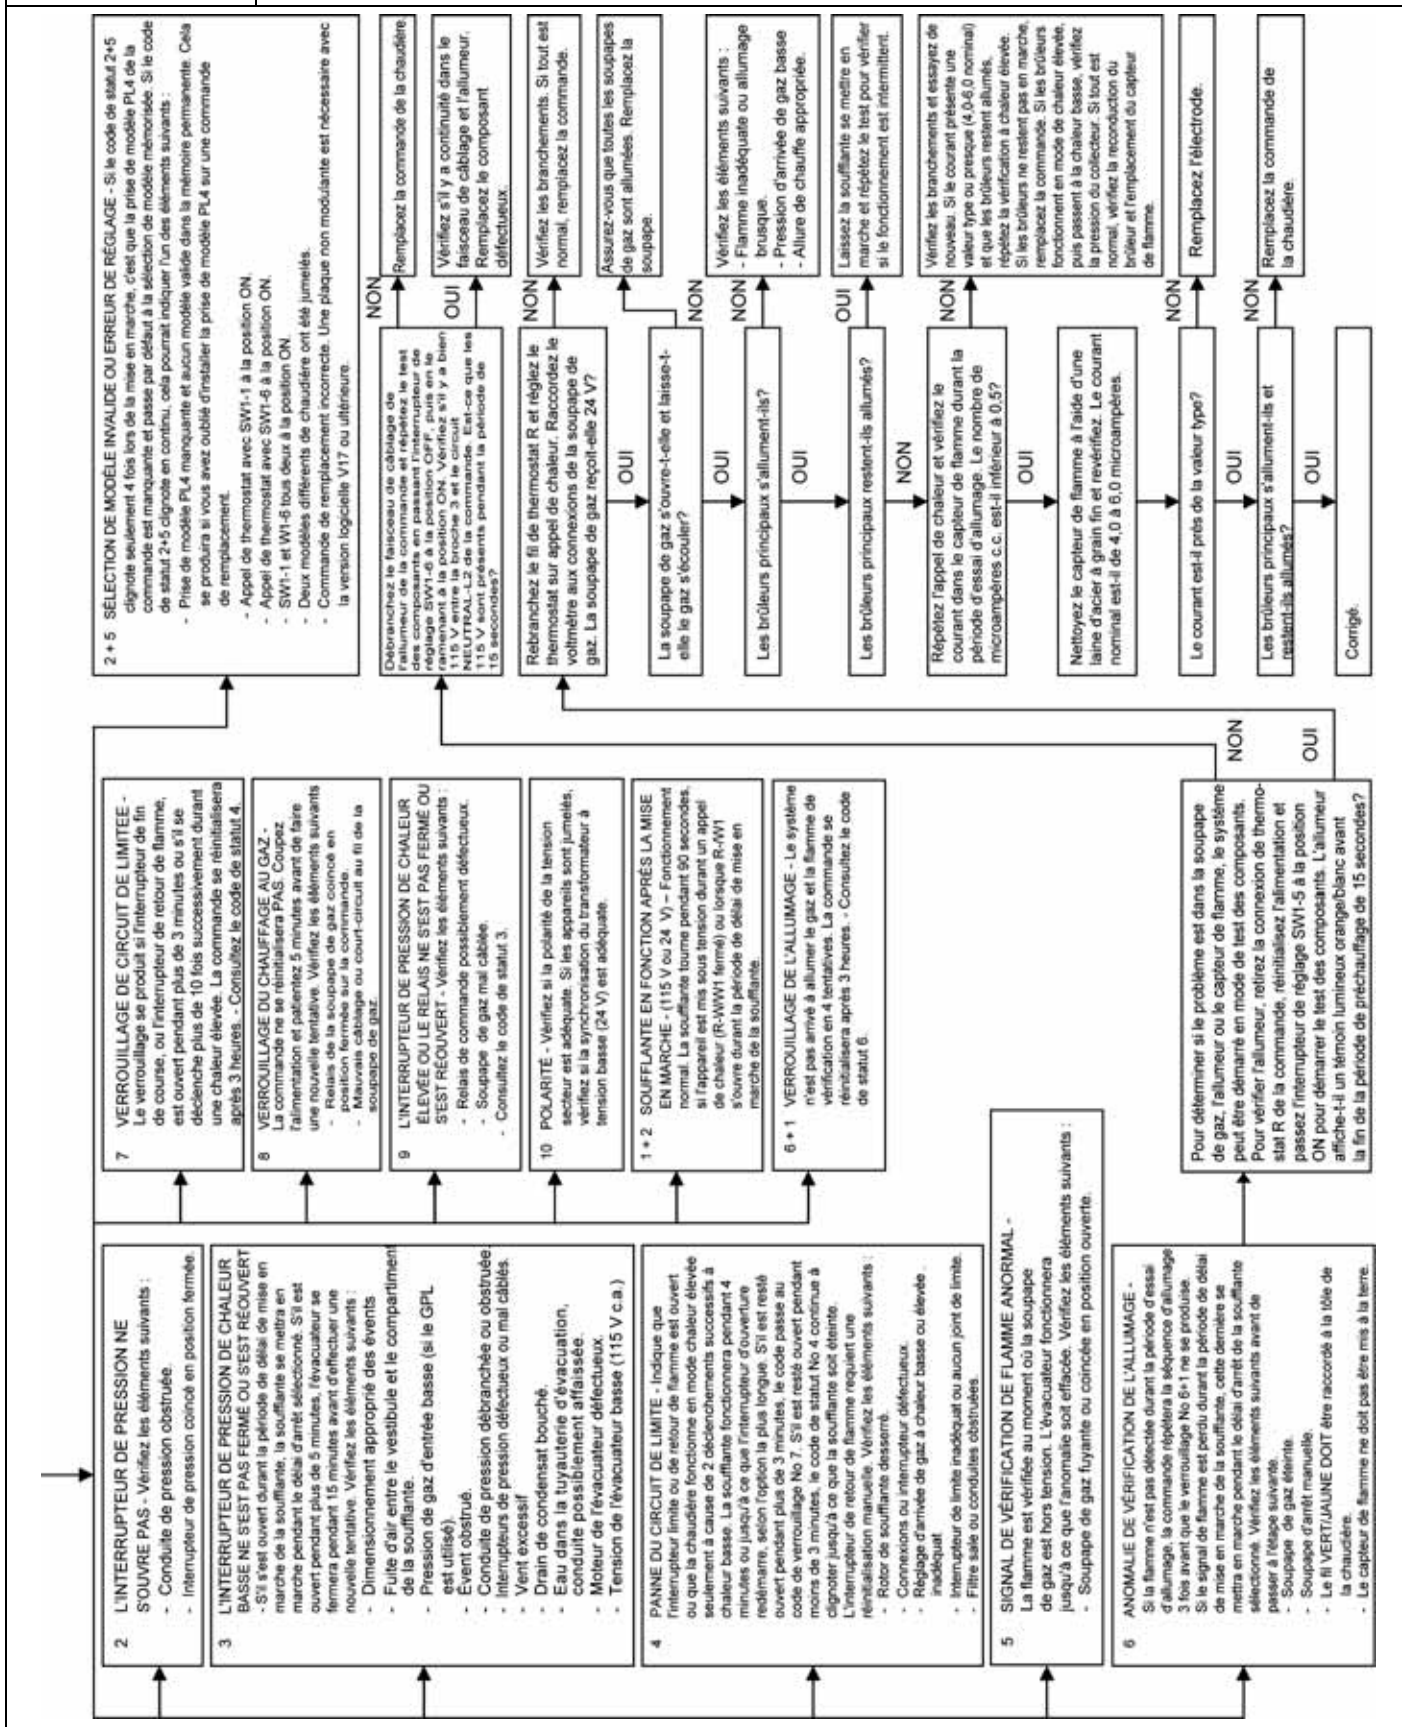 2 L'INTERRUPTEUR DE PRESSION NE
S'OUVRE PAS - Vérifiez les éléments suivants :
- Conduite de pression obstruée.
- Interrupteur de pression coincé en position fermée.
3 L'INTERRUPTEUR DE PRESSION DE CHALEUR
BASSE NE S'EST PAS FERMÉ OU S'EST RÉOUVERT
- S'il s'est ouvert durant la période de délai de mise en
marche de la soufflante, la soufflante se mettra en
marche pendant le délai d'arrêt sélectionné. S'il est
ouvert pendant plus de 5 minutes, l'évacuateur se
fermera pendant 15 minutes avant d'effectuer une
nouvelle tentative. Vérifiez les éléments suivants :
- Dimensionnement approprié des évents
- Fuite d'air entre le vestibule et le compartiment
de la soufflante.
- Pression de gaz d'entrée basse (si le GPL
est utilisé).
- Évent obstrué.
- Conduite de pression débranchée ou obstruée.
- Interrupteurs de pression défectueux ou mal câblés.
- Vent excessif
- Drain de condensat bouché.
- Eau dans la tuyauterie d'évacuation,
conduite possiblement affaissée.
- Moteur de l'évacuateur défectueux.
- Tension de l'évacuateur basse (115 V c.a.)
4 PANNE DU CIRCUIT DE LIMITE - Indique que
l'interrupteur limite ou de retour de flamme est ouvert
ou que la chaudière fonctionne en mode chaleur élevée
seulement à cause de 2 déclenchements successifs à
chaleur basse. La soufflante fonctionnera pendant 4
minutes ou jusqu'à ce que l'interrupteur d'ouverture
redémarre, selon l'option la plus longue. S'il est resté
ouvert pendant plus de 3 minutes, le code passe au
code de verrouillage No 7. S'il est resté ouvert pendant
moins de 3 minutes, le code de statut No 4 continue à
clignoter jusqu'à ce que la soufflante soit éteinte.
L'interrupteur de retour de flamme requiert une
réinitialisation manuelle. Vérifiez les éléments suivants :
- Rotor de soufflante desserré.
- Connexions ou interrupteur défectueux.
- Réglage d'arrivée de gaz à chaleur basse ou élevée
inadéquat
- Interrupteur de limite inadéquat ou aucun joint de limite.
- Filtre sale ou conduites obstruées.
5 SIGNAL DE VÉRIFICATION DE FLAMME ANORMAL -
La flamme est vérifiée au moment où la soupape
de gaz est hors tension. L'évacuateur fonctionnera
jusqu'à ce que l'anomalie soit effacée. Vérifiez les éléments suivants :
- Soupape de gaz fuyante ou coincée en position ouverte.
6 ANOMALIE DE VÉRIFICATION DE L'ALLUMAGE -
Si la flamme n'est pas détectée durant la période d'essai
d'allumage, la commande répétera la séquence d'allumage
3 fois avant que le verrouillage No 6+1 ne se produise.
Si le signal de flamme est perdu durant la période de délai
de mise en marche de la soufflante, cette dernière se
mettra en marche pendant le délai d'arrêt de la soufflante
sélectionné. Vérifiez les éléments suivants avant de
passer à l'étape suivante.
- Soupape de gaz éteinte.
- Soupape d'arrêt manuelle.
- Le fil VERT/JAUNE DOIT être raccordé à la tôle de
la chaudière.
- Le capteur de flamme ne doit pas être mis à la terre.
7 VERROUILLAGE DE CIRCUIT DE LIMITÉE -
Le verrouillage se produit si l'interrupteur de fin
de course, ou l'interrupteur de retour de flamme,
est ouvert pendant plus de 3 minutes ou s'il se
déclenche plus de 10 fois successivement durant
une chaleur élevée. La commande se réinitialisera
après 3 heures. - Consultez le code de statut 4.
8 VERROUILLAGE DU CHAUFFAGE AU GAZ -
La commande ne se réinitialisera PAS. Coupez
l'alimentation et patientez 5 minutes avant de faire
une nouvelle tentative. Vérifiez les éléments suivants
- Relais de la soupape de gaz coincé en
position fermée sur la commande.
- Mauvais câblage ou court-circuit au fil de la
soupape de gaz.
9 L'INTERRUPTEUR DE PRESSION DE CHALEUR
ÉLEVÉE OU LE RELAIS NE S'EST PAS FERMÉ OU
S'EST RÉOUVERT - Vérifiez les éléments suivants :
- Relais de commande possiblement défectueux.
- Soupape de gaz mal câblée.
- Consultez le code de statut 3.
10 POLARITÉ - Vérifiez si la polarité de la tension
secteur est adéquate. Si les appareils sont jumelés,
vérifiez si la synchronisation du transformateur à
tension basse (24 V) est adéquate.
1 + 2 SOUFFLANTE EN FONCTION APRÈS LA MISE
EN MARCHE - (115 V ou 24 V) – Fonctionnement
normal. La soufflante tourne pendant 90 secondes,
si l'appareil est mis sous tension durant un appel
de chaleur (R-W/W1 fermé) ou lorsque R-W/W1
s'ouvre durant la période de délai de mise en
marche de la soufflante.
6 + 1 VERROUILLAGE DE L'ALLUMAGE - Le système
n'est pas arrivé à allumer le gaz et la flamme de
vérification en 4 tentatives. La commande se
réinitialisera après 3 heures. - Consultez le code
de statut 6.
Pour déterminer si le problème est dans la soupape
de gaz, l'allumeur ou le capteur de flamme, le système
peut être démarré en mode de test des composants.
Pour vérifier l'allumeur, retirez la connexion de thermo-
stat R de la commande, réinitialisez l'alimentation et
passez l'interrupteur de réglage SW1-5 à la position
ON pour démarrer le test des composants. L'allumeur
affiche-t-il un témoin lumineux orange/blanc avant
la fin de la période de préchauffage de 15 secondes?
NON
OUI
2 + 5 SÉLECTION DE MODÈLE INVALIDE OU ERREUR DE RÉGLAGE - Si le code de statut 2+5
clignote seulement 4 fois lors de la mise en marche, c'est que la prise de modèle PL4 de la
commande est manquante et passe par défaut à la sélection de modèle mémorisée. Si le code
de statut 2+5 clignote en continu, cela pourrait indiquer l'un des éléments suivants :
- Prise de modèle PL4 manquante et aucun modèle valide dans la mémoire permanente. Cela
se produira si vous avez oublié d'installer la prise de modèle PL4 sur une commande
de remplacement.
- Appel de thermostat avec SW1-1 à la position ON.
- Appel de thermostat avec SW1-6 à la position ON.
- SW1-1 et W1-6 tous deux à la position ON.
- Deux modèles différents de chaudière ont été jumelés.
- Commande de remplacement incorrecte. Une plaque non modulante est nécessaire avec
la version logicielle V17 ou ultérieure.
Débranchez le faisceau de câblage de
l'allumeur de la commande et répétez le test
des composants en passant l'interrupteur de
réglage SW1-6 à la position OFF, puis en le
ramenant à la position ON. Vérifiez s'il y a bien
115 V entre la broche 3 et le circuit
NEUTRAL-L2 de la commande. Est-ce que les
115 V sont présents pendant la période de
15 secondes?
NON
Remplacez la commande de la chaudière.
OUI
Vérifiez s'il y a continuité dans le
faisceau de câblage et l'allumeur.
Remplacez le composant
défectueux.
Rebranchez le fil de thermostat R et réglez le
thermostat sur appel de chaleur. Raccordez le
voltmètre aux connexions de la soupape de
gaz. La soupape de gaz reçoit-elle 24 V?
NON
Vérifiez les branchements. Si tout est
normal, remplacez la commande.
OUI
La soupape de gaz s'ouvre-t-elle et laisse-t-
elle le gaz s'écouler?
NON
Assurez-vous que toutes les soupapes
de gaz sont allumées. Remplacez la
soupape.
OUI
Les brûleurs principaux s'allument-ils?
NON
Vérifiez les éléments suivants :
- Flamme inadéquate ou allumage
brusque.
- Pression d'arrivée de gaz basse
- Allure de chauffe appropriée.
OUI
Les brûleurs principaux restent-ils allumés?
OUI
Laissez la soufflante se mettre en
marche et répétez le test pour vérifier
si le fonctionnement est intermittent.
NON
Répétez l'appel de chaleur et vérifiez le
courant dans le capteur de flamme durant la
période d'essai d'allumage. Le nombre de
microampères c.c. est-il inférieur à 0,5?
NON
Vérifiez les branchements et essayez de
nouveau. Si le courant présente une
valeur type ou presque (4,0-6,0 nominal)
et que les brûleurs restent allumés,
répétez la vérification à chaleur élevée.
Si les brûleurs ne restent pas en marche,
remplacez la commande. Si les brûleurs
fonctionnent en mode de chaleur élevée,
puis passent à la chaleur basse, vérifiez
la pression du collecteur. Si tout est
normal, vérifiez la reconduction du
brûleur et l'emplacement du capteur
de flamme.
OUI
Nettoyez le capteur de flamme à l'aide d'une
laine d'acier à grain fin et revérifiez. Le courant
nominal est-il de 4,0 à 6,0 microampères.
Le courant est-il près de la valeur type?
NON
Remplacez l'électrode.
OUI
Les brûleurs principaux s'allument-ils et
restent-ils allumés?
NON
Remplacez la commande de
la chaudière.
OUI
Corrigé.